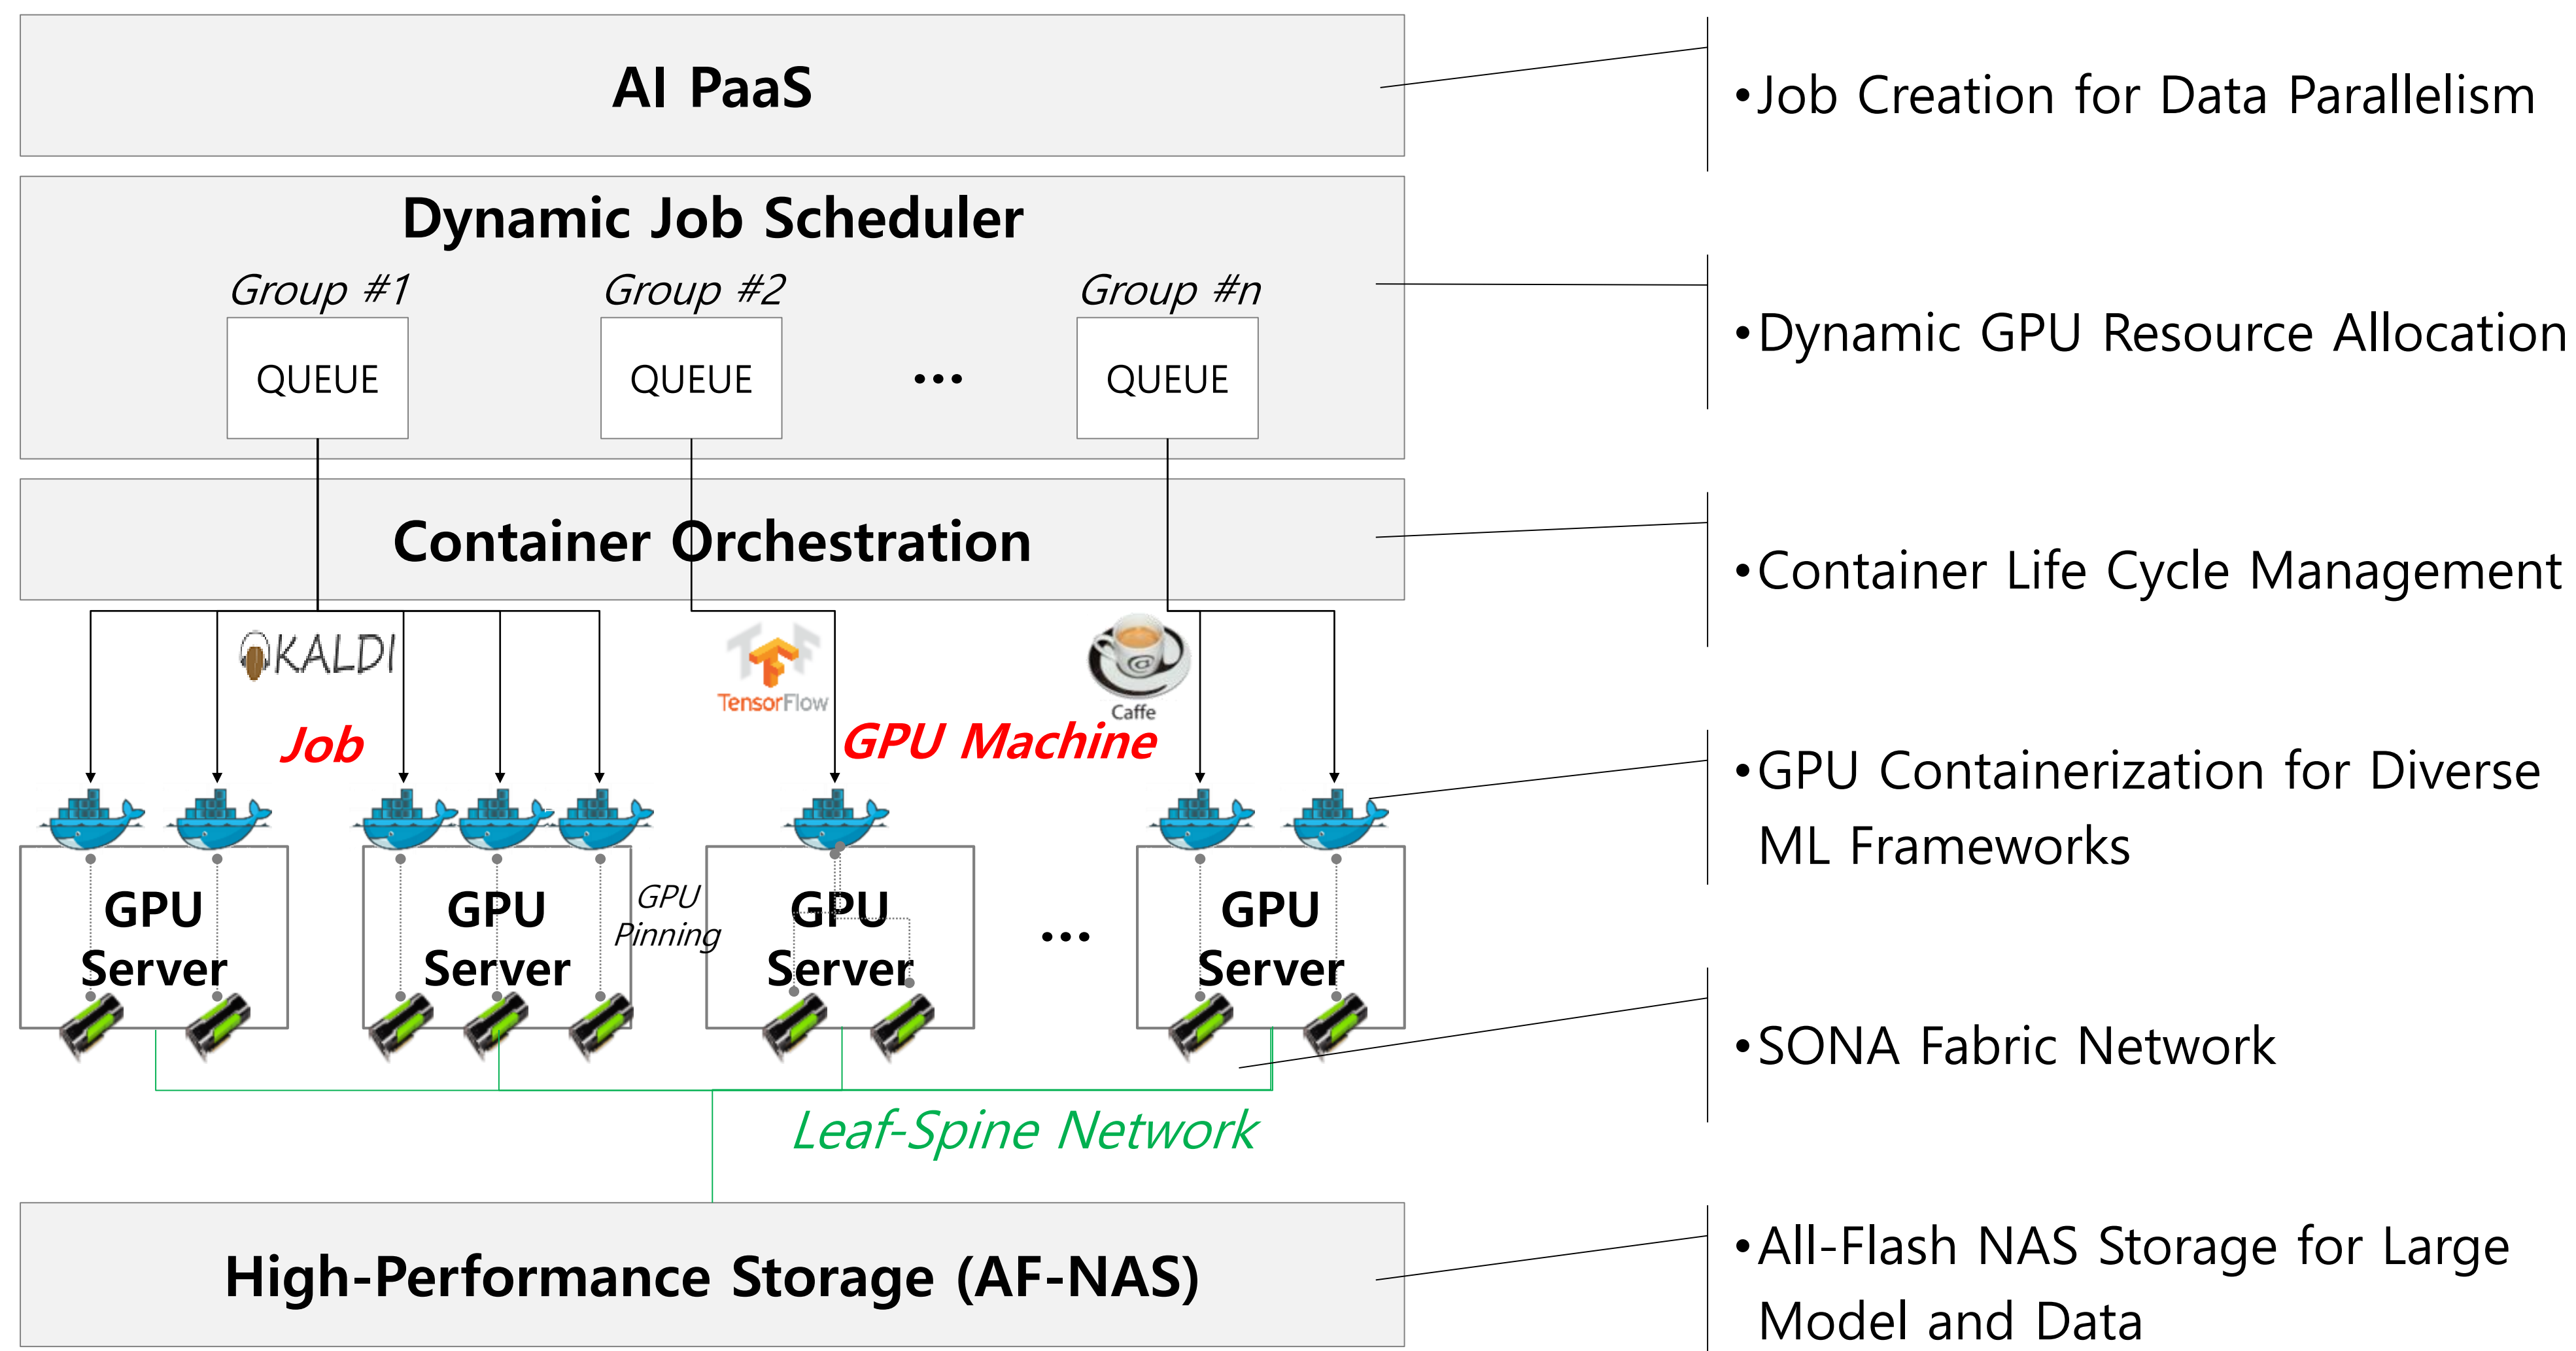 AI PaaS
•Job Creation for Data Parallelism
Dynamic Job Scheduler
Group #1
Group #2
Group #n
QUEUE
QUEUE
...
QUEUE
•Dynamic GPU Resource Allocation
Container Orchestration
•Container Life Cycle Management
KALDI
TensorFlow
@
Caffe
Job
GPU Machine
•GPU Containerization for Diverse
ML Frameworks
GPU
Server
GPU
Server
GPU
Pinning
GPU
Server
...
GPU
Server
•SONA Fabric Network
Leaf-Spine Network
High-Performance Storage (AF-NAS)
•All-Flash NAS Storage for Large
Model and Data